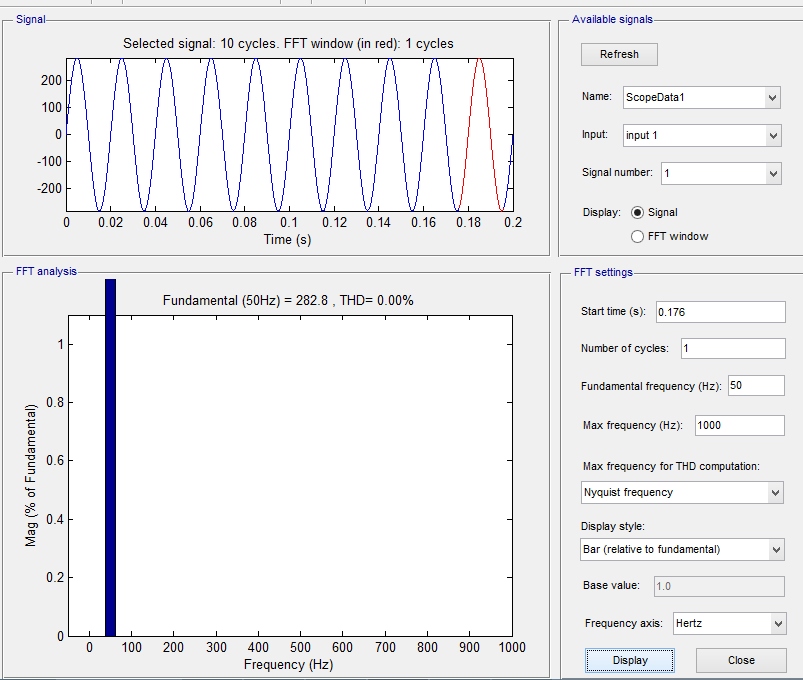 Signal
Selected signal: 10 cycles. FFT window (in red): 1 cycles
200
100
0
-100
-200
0 0.02 0.04 0.06 0.08 0.1 0.12 0.14 0.16 0.18 0.2
Time (s)
Available signals
Refresh
Name: ScopeData1
Input: input 1
Signal number: 1
Display: Signal
FFT window
FFT analysis
Fundamental (50Hz) = 282.8 , THD= 0.00%
Mag (% of Fundamental)
1
0.8
0.6
0.4
0.2
0
0 100 200 300 400 500 600 700 800 900 1000
Frequency (Hz)
FFT settings
Start time (s): 0.176
Number of cycles: 1
Fundamental frequency (Hz): 50
Max frequency (Hz): 1000
Max frequency for THD computation:
Nyquist frequency
Display style:
Bar (relative to fundamental)
Base value: 1.0
Frequency axis: Hertz
Display Close